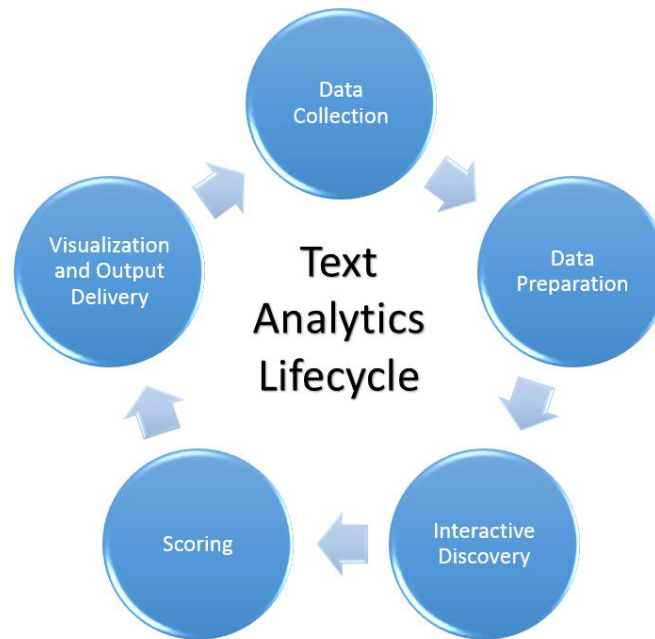 Data
Collection
Data
Preparation
Interactive
Discovery
Scoring
Visualization
and Output
Delivery
Text
Analytics
Lifecycle